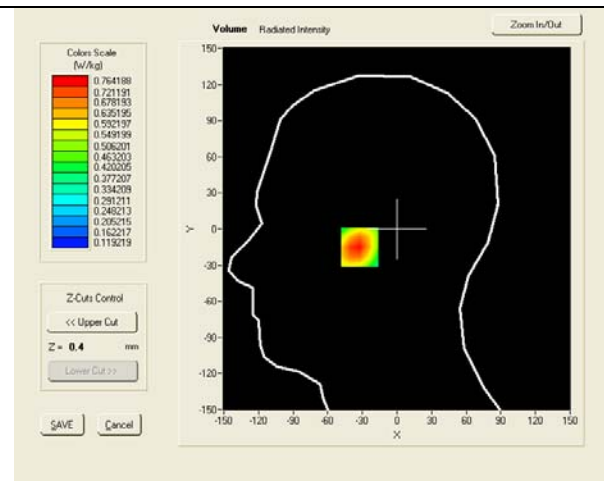 Volume Radiated Intensity
Zoom In/Out
Colors Scale
(W/kg)
0.764188
0.721191
0.678193
0.635195
0.592197
0.549199
0.506201
0.463203
0.420205
0.377207
0.334209
0.291211
0.248213
0.205215
0.162217
0.119219
150-
120-
90-
60-
30-
Y 0-
-30-
-60-
-90-
-120-
-150-
-150 -120 -90 -60 -30 0 30 60 90 120 150
X
Z-Cuts Control
<< Upper Cut
Z = 0.4 mm
Lower Cut >>
SAVE Cancel